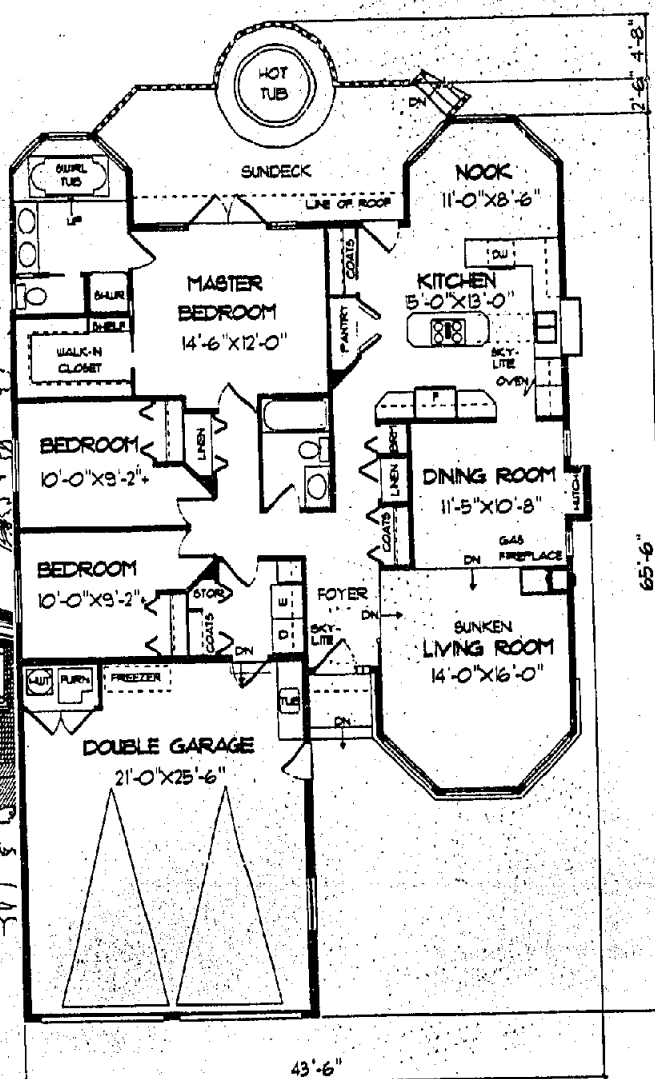 4'-8"
2'-6"
HOT
TUB
DN
SUNDECK
LINE OF ROOF
SWIRL
TUB
UP
NOOK
11'-0"X8'-6"
DW
COATS
KITCHEN
15'-0"X13'-0"
MASTER
BEDROOM
14'-6"X12'-0"
SHWR
SHELF
WALK-IN
CLOSET
PANTRY
SKY-
LITE
OVEN
F
BEDROOM
10'-0"X9'-2"+
LINEN
BRM
LINEN
COATS
DINING ROOM
11'-5"X10'-8"
HUTCH
GAS
FIREPLACE
DN
65'-6"
BEDROOM
10'-0"X9'-2"+
STOR
COATS
DN
D
FOYER
SKY-
LITE
DN
SUNKEN
LIVING ROOM
14'-0"X16'-0"
HWT
FURN
FREEZER
TUB
DN
DOUBLE GARAGE
21'-0"X25'-6"
43'-6"